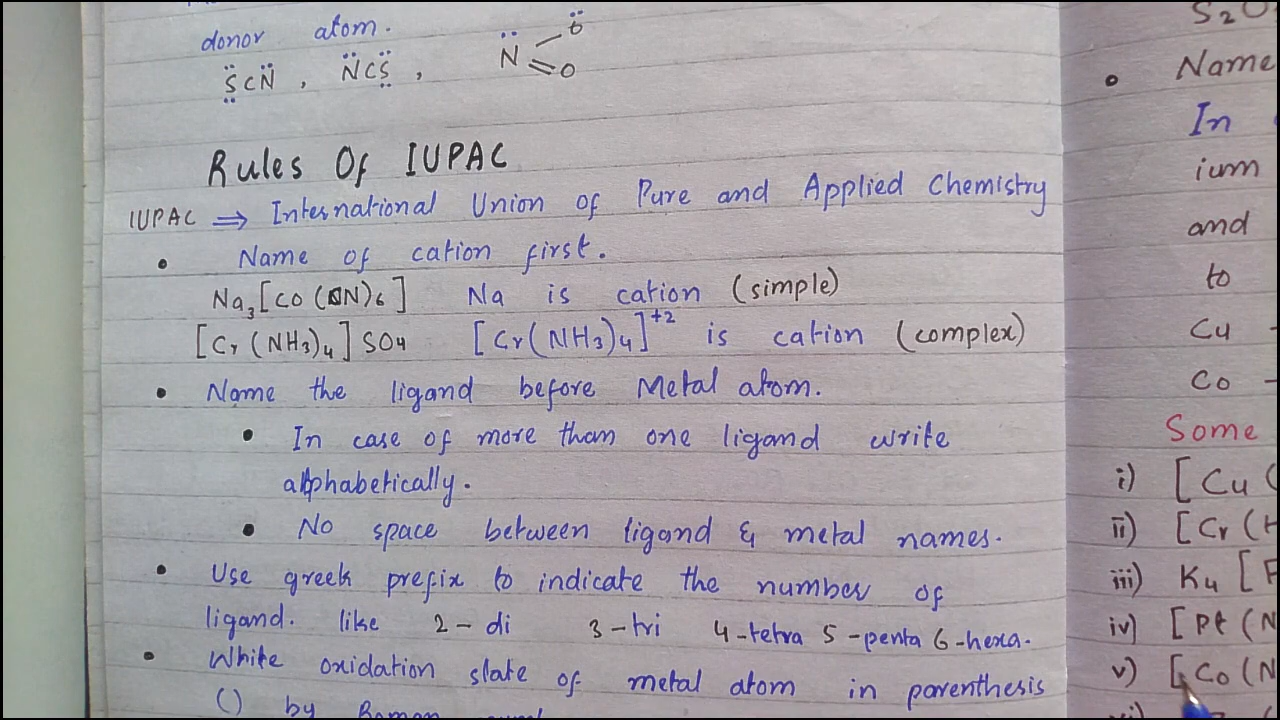 donor atom.
S̈CN̈ , N̈CS̈ , N̈ – Ö
=O
Rules Of IUPAC
IUPAC ⇒ International Union of Pure and Applied Chemistry
• Name of cation first.
Na₃[Co(CN)₆] Na is cation (simple)
[Cr(NH₃)₄]SO₄ [Cr(NH₃)₄]⁺² is cation (complex)
• Name the ligand before Metal atom.
• In case of more than one ligand write
alphabetically.
• No space between ligand & metal names.
• Use greek prefix to indicate the number of
ligand. like 2-di 3-tri 4-tetra 5-penta 6-hexa.
• White oxidation state of metal atom in parenthesis
() by Roman
S₂O
• Name
In
ium
and
to
Cu -
Co -
Some
i) [Cu (
ii) [Cr (H
iii) K₄ [F
iv) [Pt (N
v) [Co (N